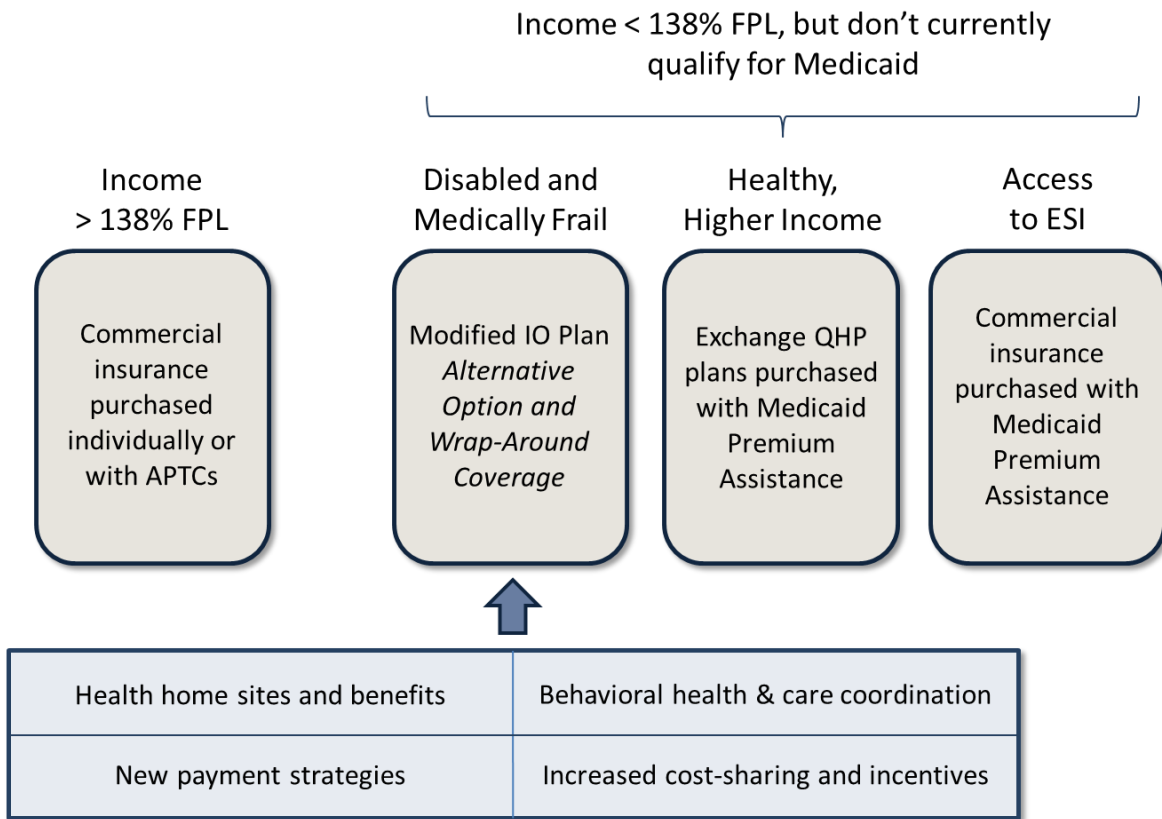 Income < 138% FPL, but don’t currently
qualify for Medicaid
Income
> 138% FPL
Disabled and
Medically Frail
Healthy,
Higher Income
Access
to ESI
Commercial
insurance
purchased
individually or
with APTCs
Modified IO Plan
Alternative
Option and
Wrap-Around
Coverage
Exchange QHP
plans purchased
with Medicaid
Premium
Assistance
Commercial
insurance
purchased with
Medicaid
Premium
Assistance
Health home sites and benefits
Behavioral health & care coordination
New payment strategies
Increased cost-sharing and incentives